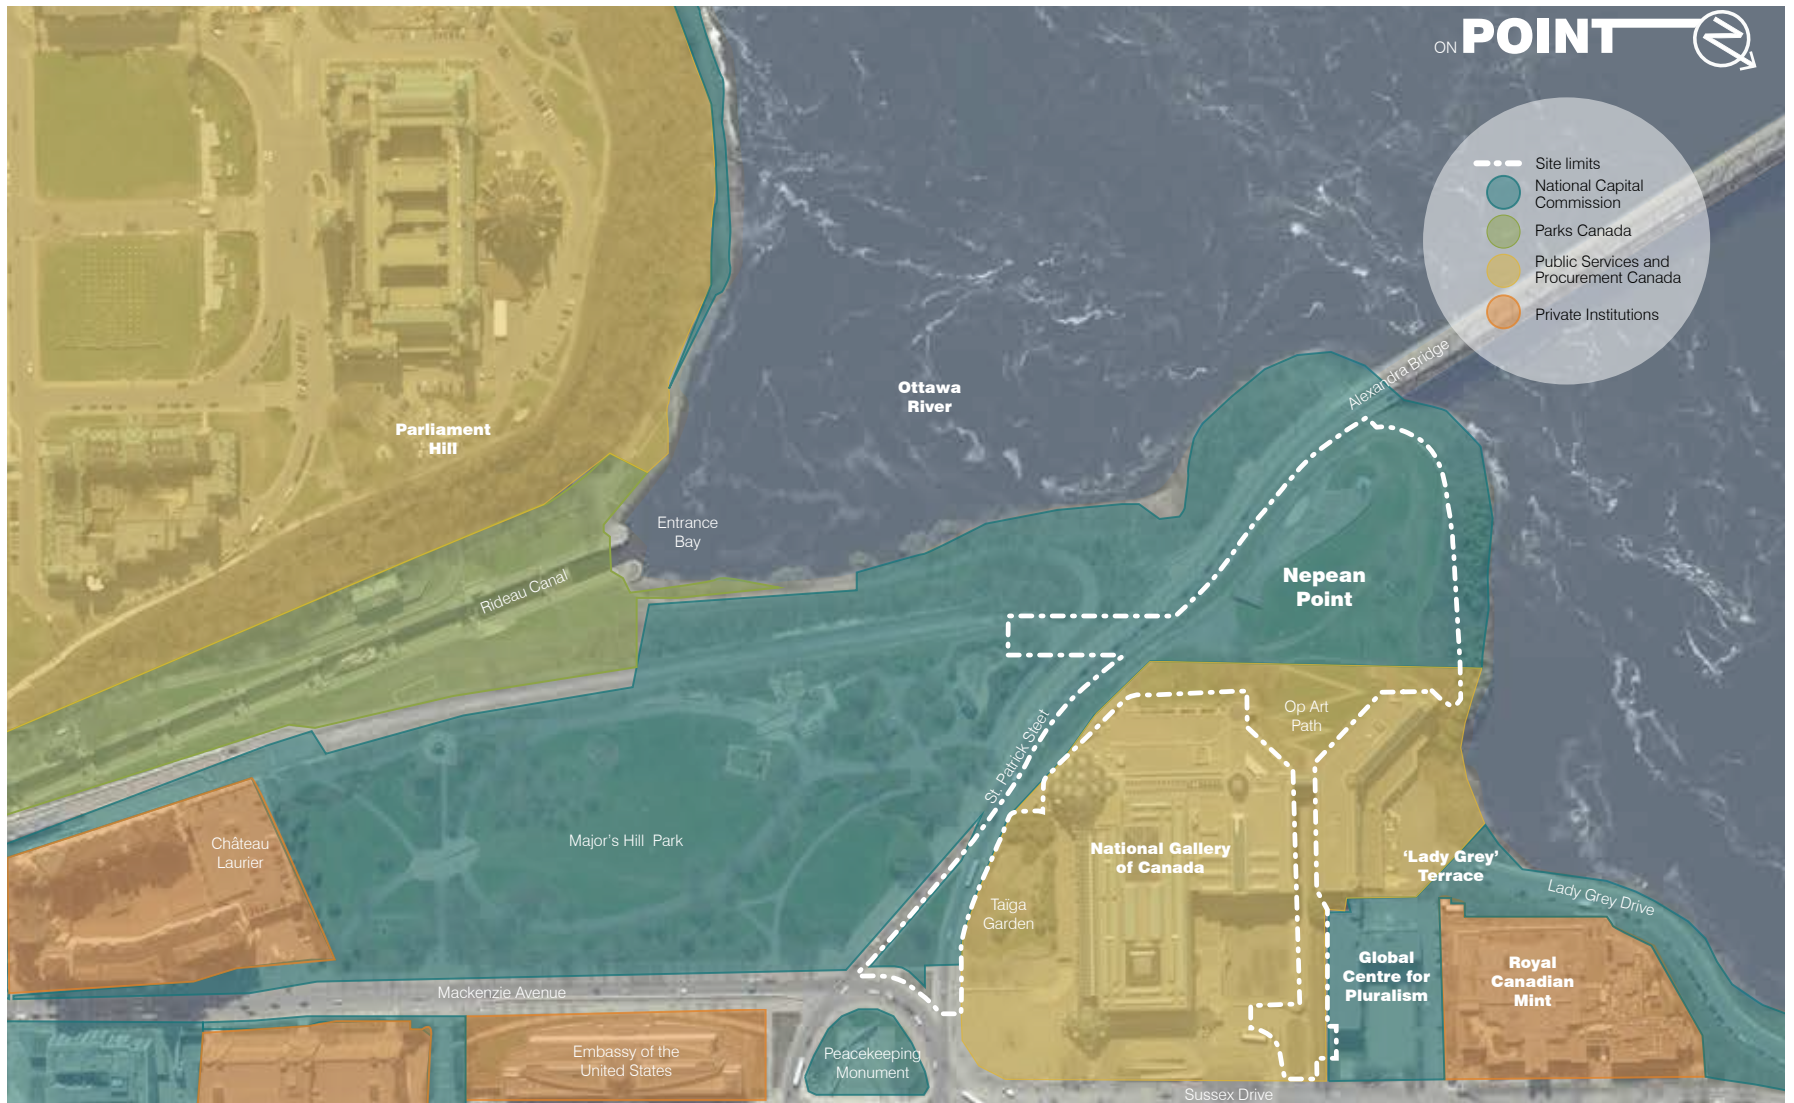 ON POINT
N
Site limits
National Capital
Commission
Parks Canada
Public Services and
Procurement Canada
Private Institutions
Alexandra Bridge
Ottawa
River
Parliament
Hill
Entrance
Bay
Rideau Canal
Nepean
Point
Op Art
Path
St. Patrick Steet
Château
Laurier
Major's Hill Park
National Gallery
of Canada
‘Lady Grey’
Terrace
Lady Grey Drive
Taïga
Garden
Global
Centre for
Pluralism
Royal
Canadian
Mint
Mackenzie Avenue
Embassy of the
United States
Peacekeeping
Monument
Sussex Drive